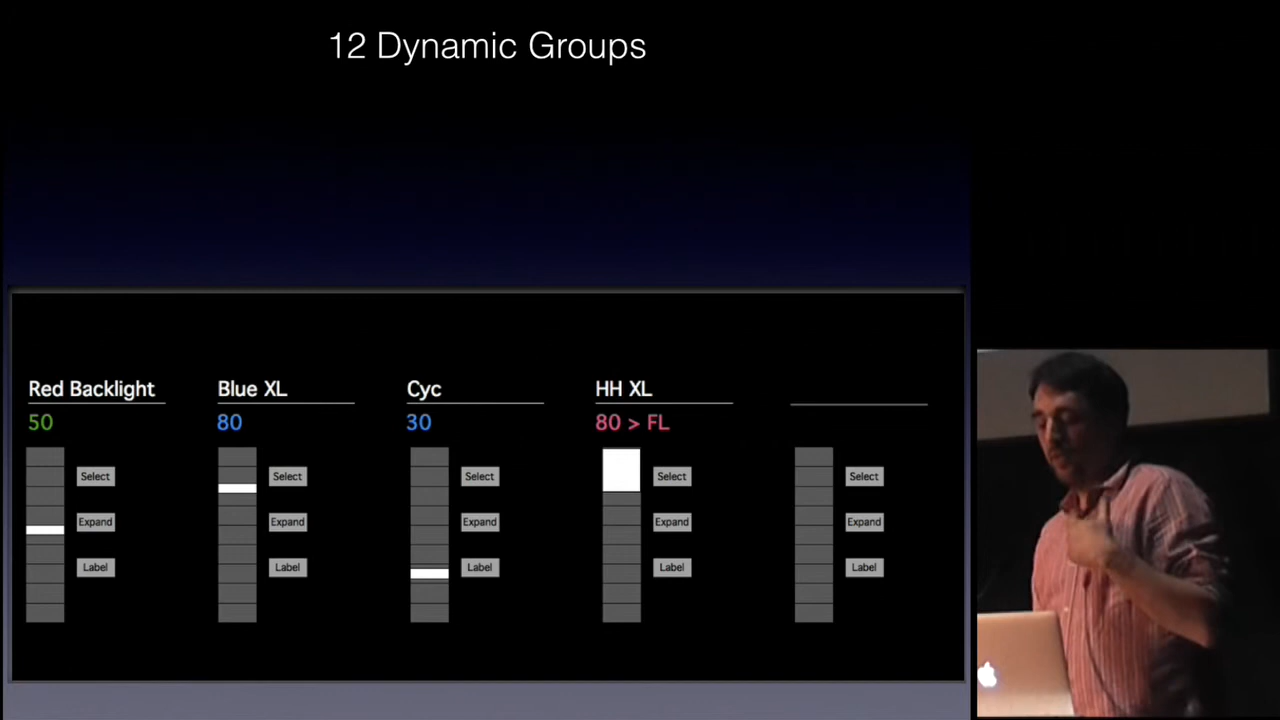 12 Dynamic Groups
Red Backlight Blue XL Cyc HH XL
50 80 30 80 > FL
Select Select Select Select Select
Expand Expand Expand Expand Expand
Label Label Label Label Label